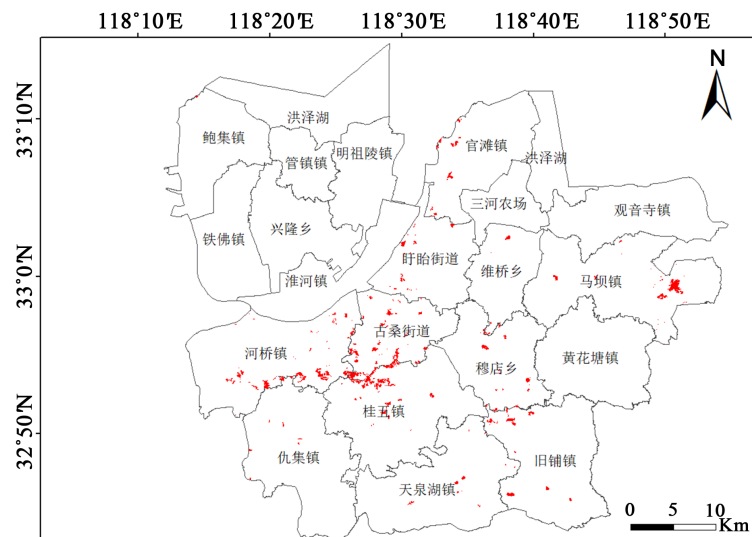 118°10′E 118°20′E 118°30′E 118°40′E 118°50′E
N
33°10′N
33°0′N
32°50′N
洪泽湖
鲍集镇
管镇镇
明祖陵镇
官滩镇
洪泽湖
三河农场
观音寺镇
铁佛镇
兴隆乡
盱眙街道
维桥乡
淮河镇
马坝镇
古桑街道
河桥镇
穆店乡
黄花塘镇
桂五镇
仇集镇
天泉湖镇
旧铺镇
0 5 10
Km